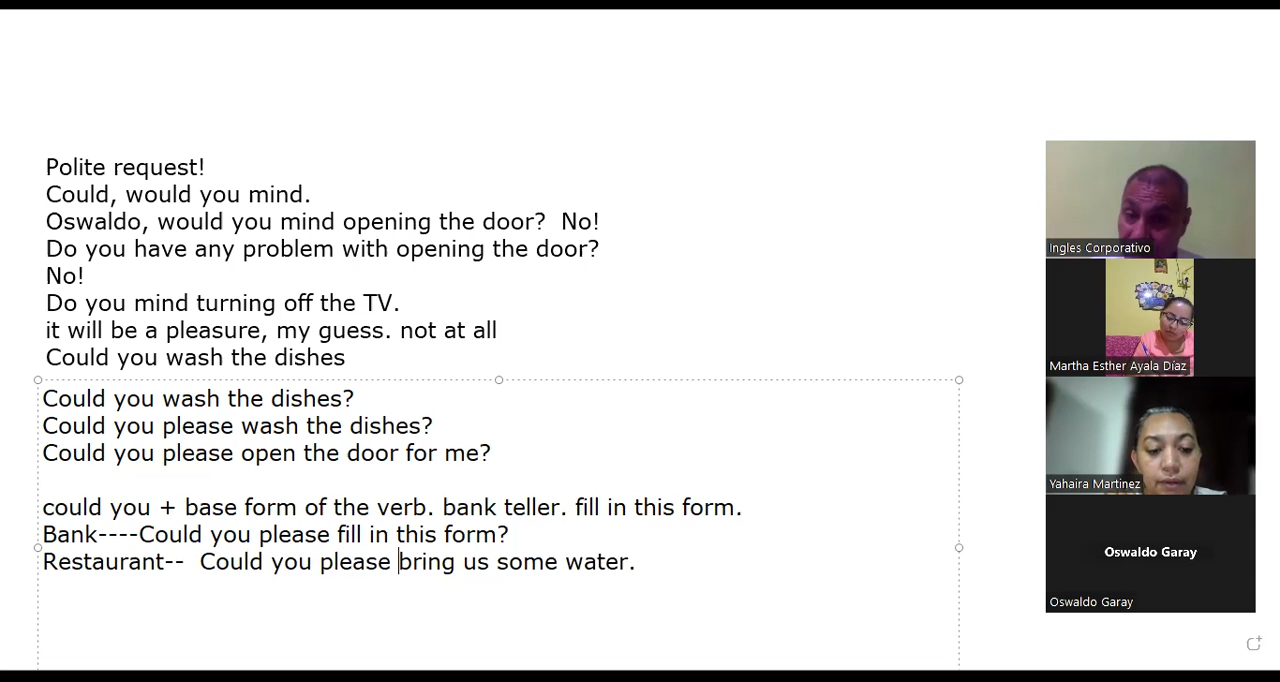 Polite request!
Could, would you mind.
Oswaldo, would you mind opening the door?  No!
Do you have any problem with opening the door?
No!
Do you mind turning off the TV.
it will be a pleasure, my guess. not at all
Could you wash the dishes
Could you wash the dishes?
Could you please wash the dishes?
Could you please open the door for me?
could you + base form of the verb. bank teller. fill in this form.
Bank----Could you please fill in this form?
Restaurant--  Could you please bring us some water.
Ingles Corporativo
Martha Esther Ayala Díaz
Yahaira Martinez
Oswaldo Garay
Oswaldo Garay